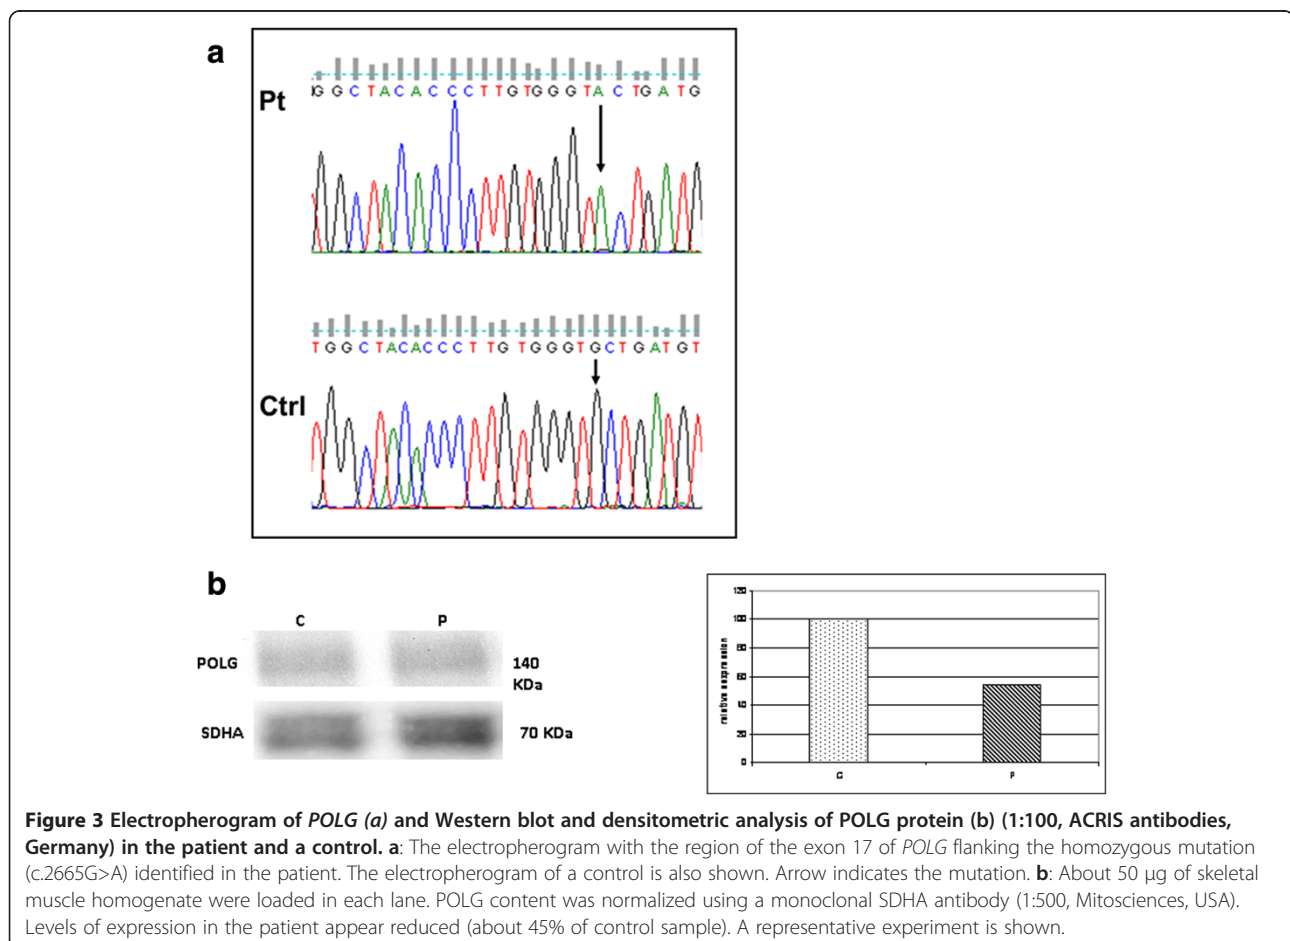 a
Pt
GGCTACACCCTTGTGGGTACTGATG
Ctrl
TGGCTACACCCTTGTGGGTGCTGATGT
b
C P
POLG 140 KDa
SDHA 70 KDa
relative expression
120
100
80
60
40
20
0
C P
Figure 3 Electropherogram of POLG (a) and Western blot and densitometric analysis of POLG protein (b) (1:100, ACRIS antibodies,
Germany) in the patient and a control. a: The electropherogram with the region of the exon 17 of POLG flanking the homozygous mutation
(c.2665G>A) identified in the patient. The electropherogram of a control is also shown. Arrow indicates the mutation. b: About 50 μg of skeletal
muscle homogenate were loaded in each lane. POLG content was normalized using a monoclonal SDHA antibody (1:500, Mitosciences, USA).
Levels of expression in the patient appear reduced (about 45% of control sample). A representative experiment is shown.